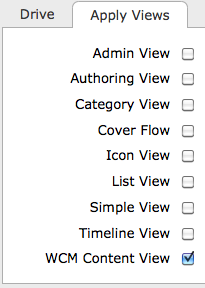 Drive Apply Views
Admin View
Authoring View
Category View
Cover Flow
Icon View
List View
Simple View
Timeline View
WCM Content View